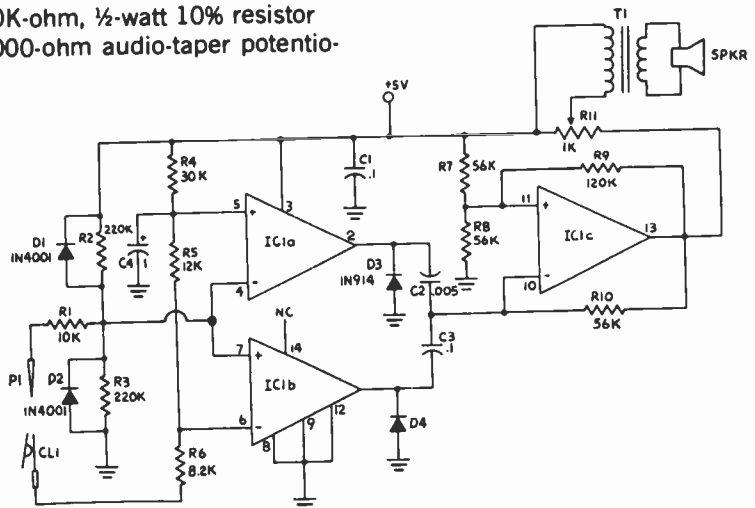 0K-ohm, ½-watt 10% resistor
000-ohm audio-taper potentio-
T1
SPKR
+5V
R11
1K
R4
30K
C1
.1
R7
56K
R9
120K
D1
1N4001
R2
220K
5
+
3
IC1a
2
R8
56K
11
+
IC1c
13
C4
+
1
R5
12K
-
4
D3
1N914
C2
.005
-
10
R1
10K
NC
14
R10
56K
7
+
C3
.1
P1
D2
1N4001
R3
220K
IC1b
12
9
8
D4
6
-
CL1
R6
8.2K